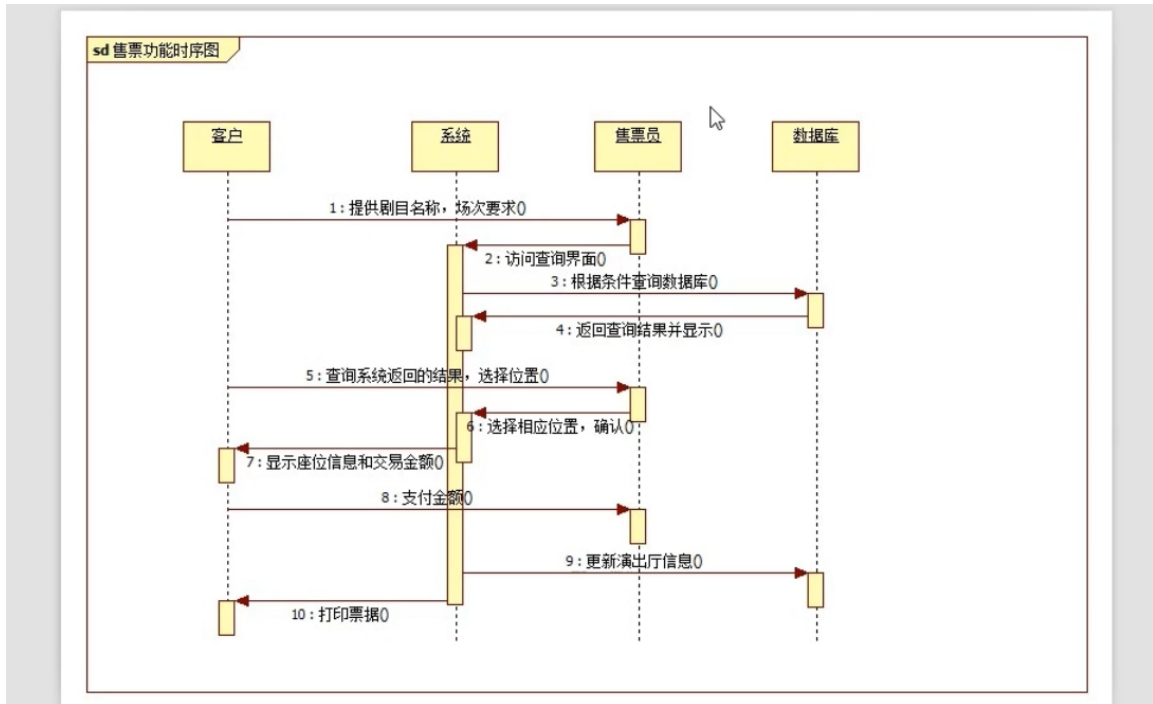 sd 售票功能时序图
客户
系统
售票员
数据库
1 : 提供剧目名称，场次要求()
2 : 访问查询界面()
3 : 根据条件查询数据库()
4 : 返回查询结果并显示()
5 : 查询系统返回的结果，选择位置()
6 : 选择相应位置，确认()
7 : 显示座位信息和交易金额()
8 : 支付金额()
9 : 更新演出厅信息()
10 : 打印票据()